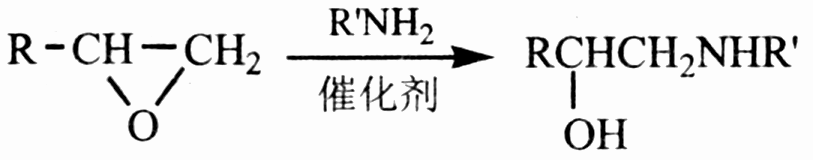 R-CH-CH₂
O
R'NH₂
催化剂
RCHCH₂NHR'
OH